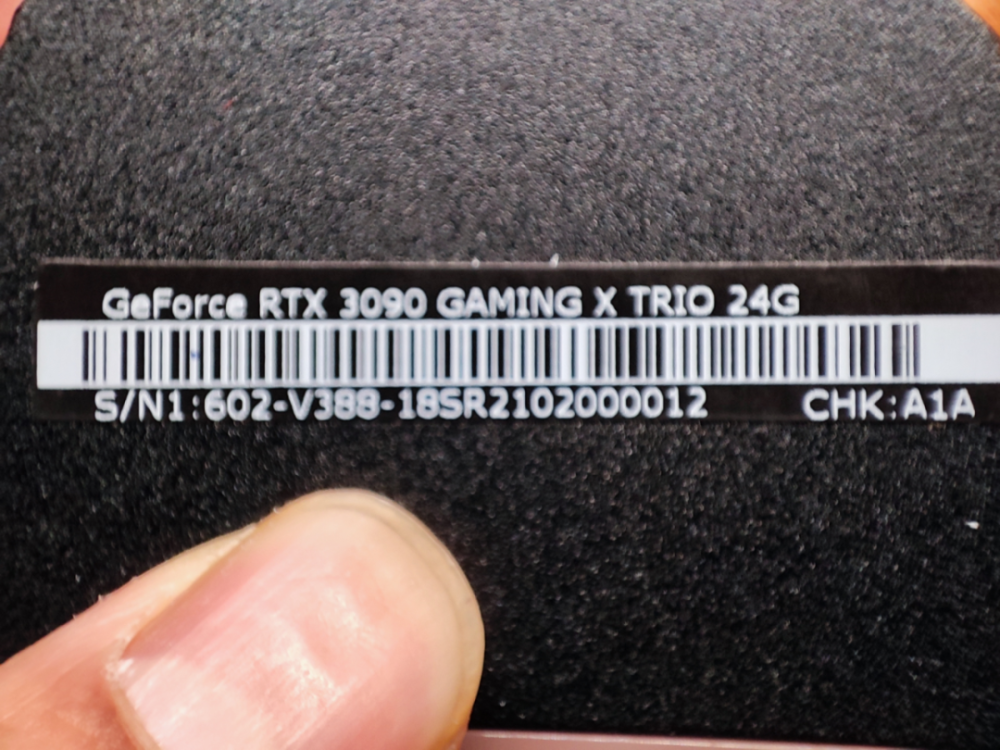 GeForce RTX 3090 GAMING X TRIO 24G
S/N1:602-V388-18SR2102000012 CHK:A1A